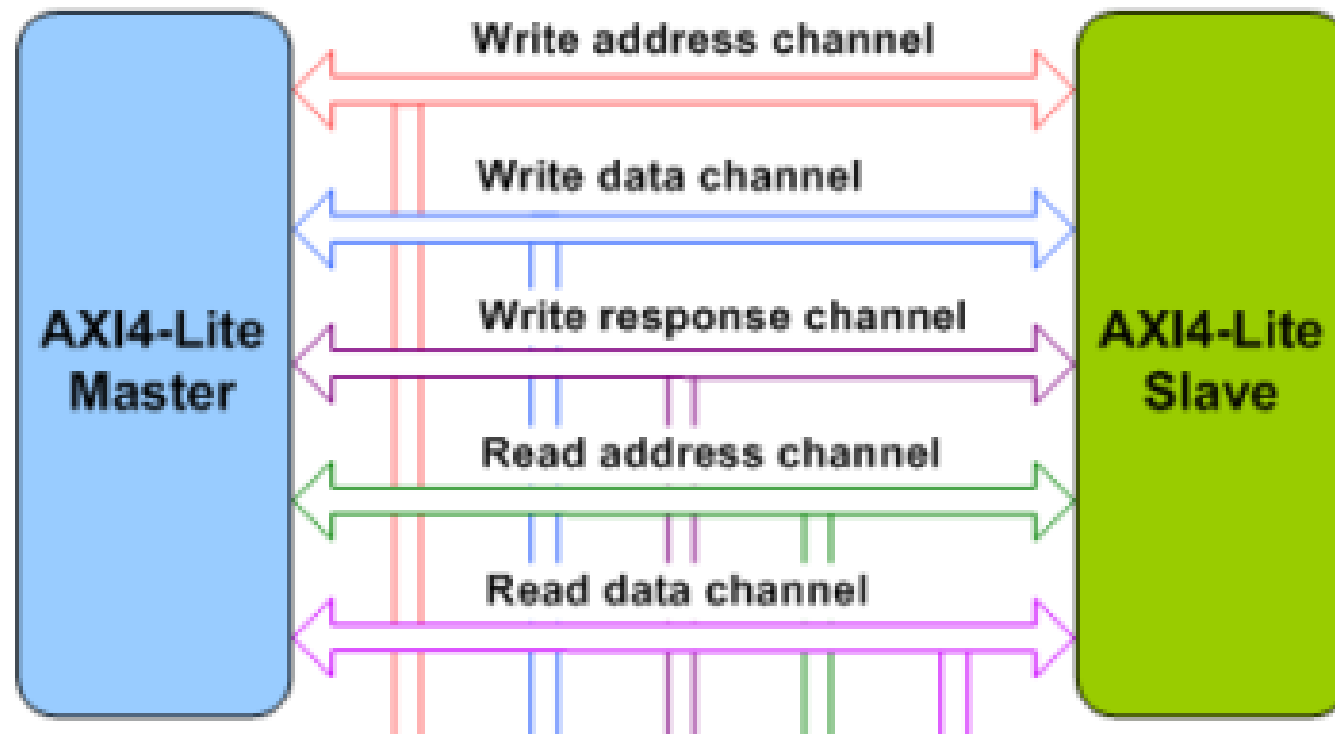 Write address channel
Write data channel
Write response channel
AXI4-Lite
Master
AXI4-Lite
Slave
Read address channel
Read data channel